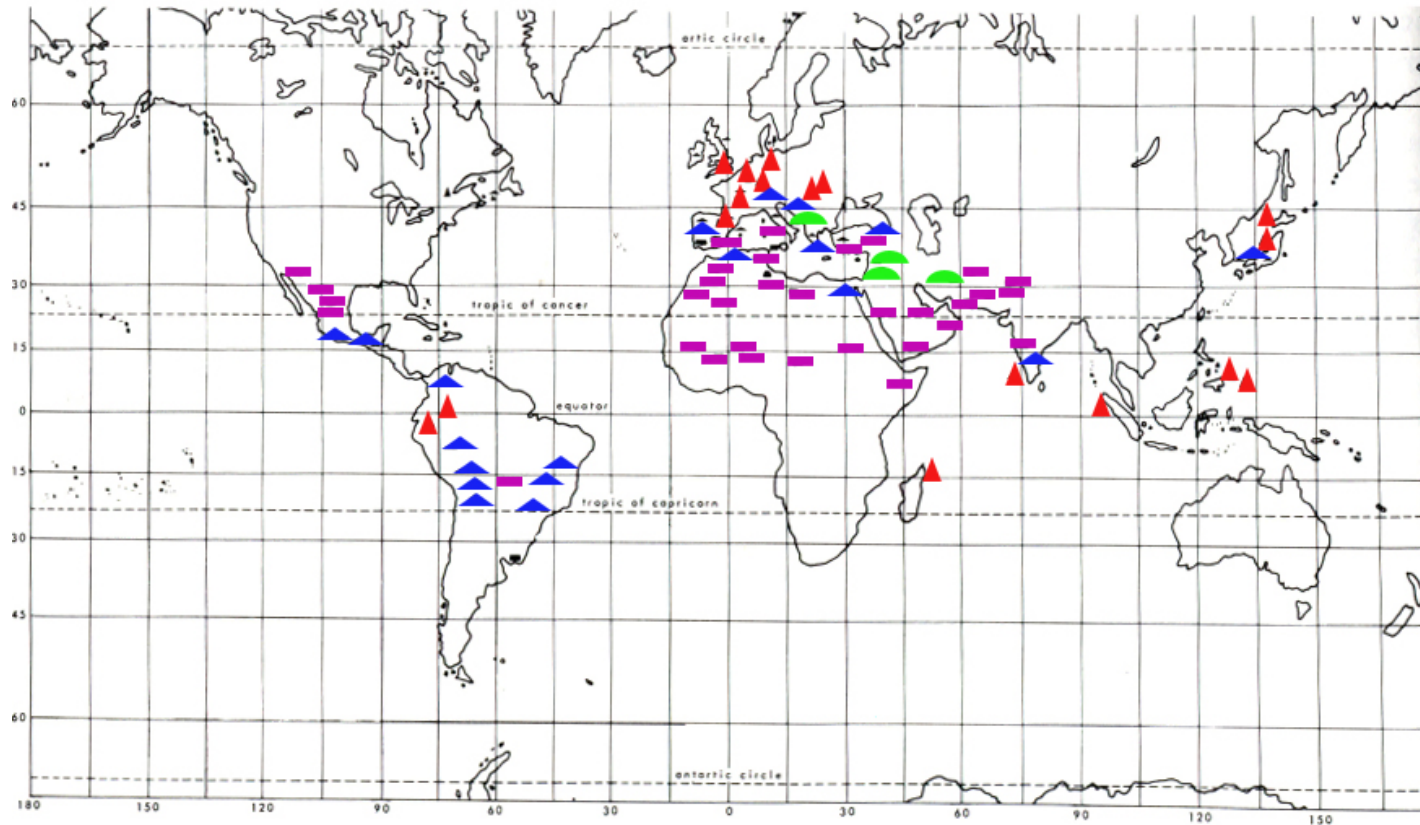 artic circle
60
45
30
tropic of cancer
15
equator
0
15
tropic of capricorn
30
45
60
antartic circle
180 150 120 90 60 30 0 30 60 90 120 150